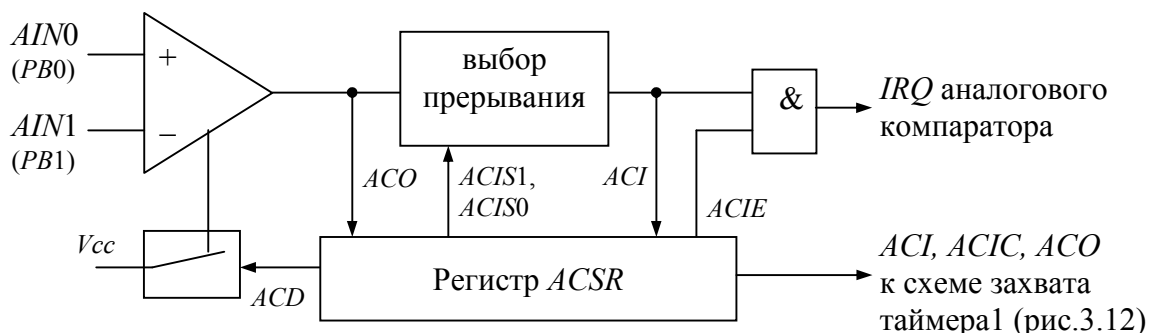 AIN0
(PB0)
+
AIN1
(PB1)
−
выбор
прерывания
&
IRQ аналогового
компаратора
ACO
ACIS1,
ACIS0
ACI
ACIE
Vcc
ACD
Регистр ACSR
ACI, ACIC, ACO
к схеме захвата
таймера1 (рис.3.12)